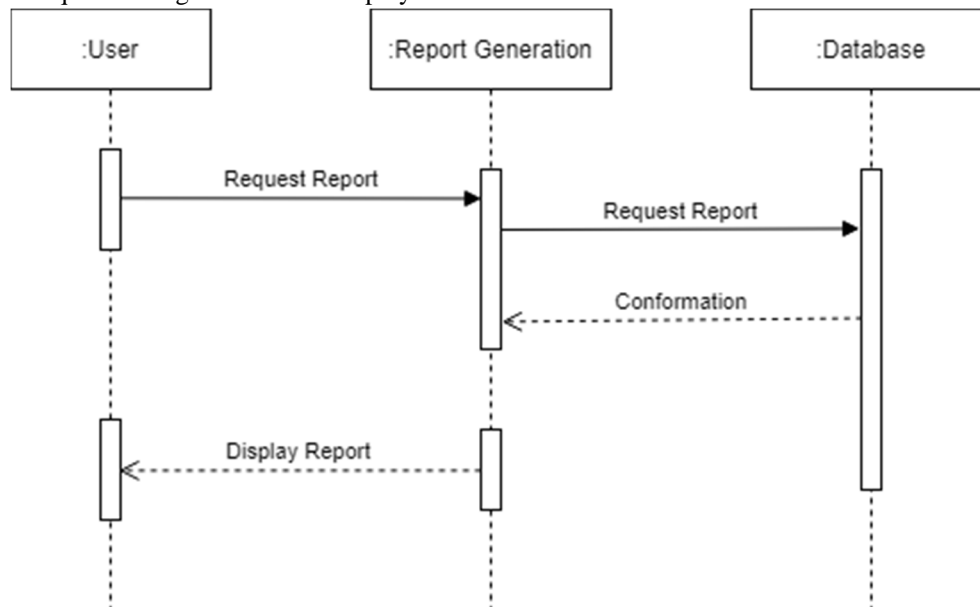 :User
:Report Generation
:Database
Request Report
Request Report
Conformation
Display Report